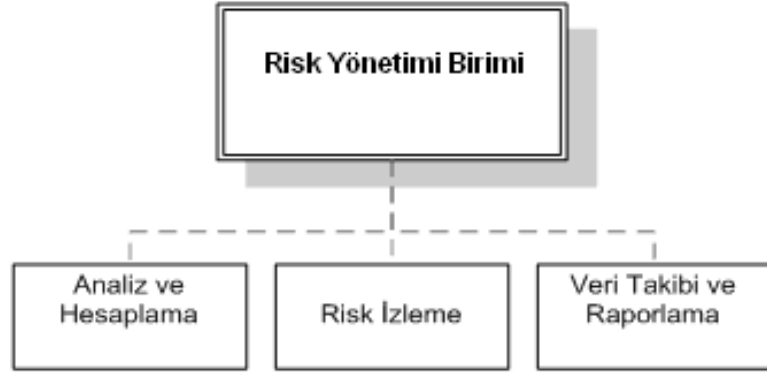 Risk Yönetimi Birimi
Analiz ve
Hesaplama
Risk İzleme
Veri Takibi ve
Raporlama